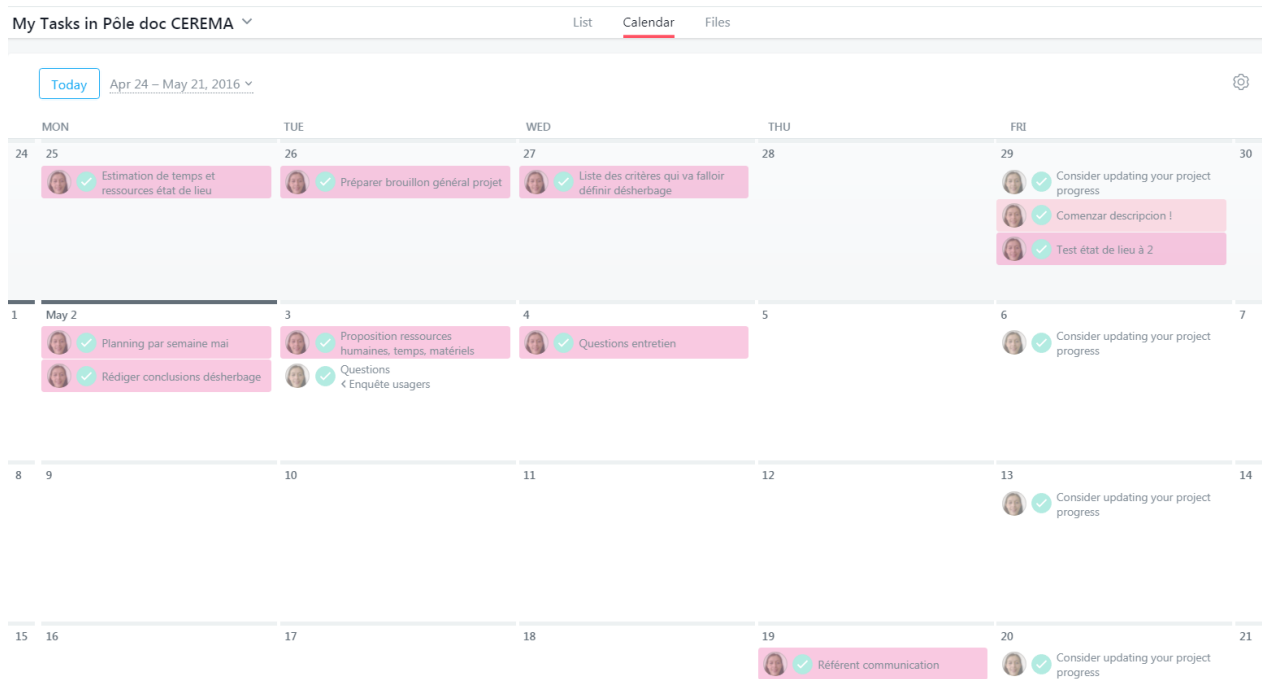 My Tasks in Pôle doc CEREMA
List Calendar Files
Today Apr 24 – May 21, 2016
MON TUE WED THU FRI
24 25 26 27 28 29 30
Estimation de temps et
ressources état de lieu
Préparer brouillon général projet
Liste des critères qui va falloir
définir désherbage
Consider updating your project
progress
Comenzar descripcion !
Test état de lieu à 2
1 May 2 3 4 5 6 7
Planning par semaine mai
Rédiger conclusions désherbage
Proposition ressources
humaines, temps, matériels
Questions
< Enquête usagers
Questions entretien
Consider updating your project
progress
8 9 10 11 12 13 14
Consider updating your project
progress
15 16 17 18 19 20 21
Référent communication
Consider updating your project
progress